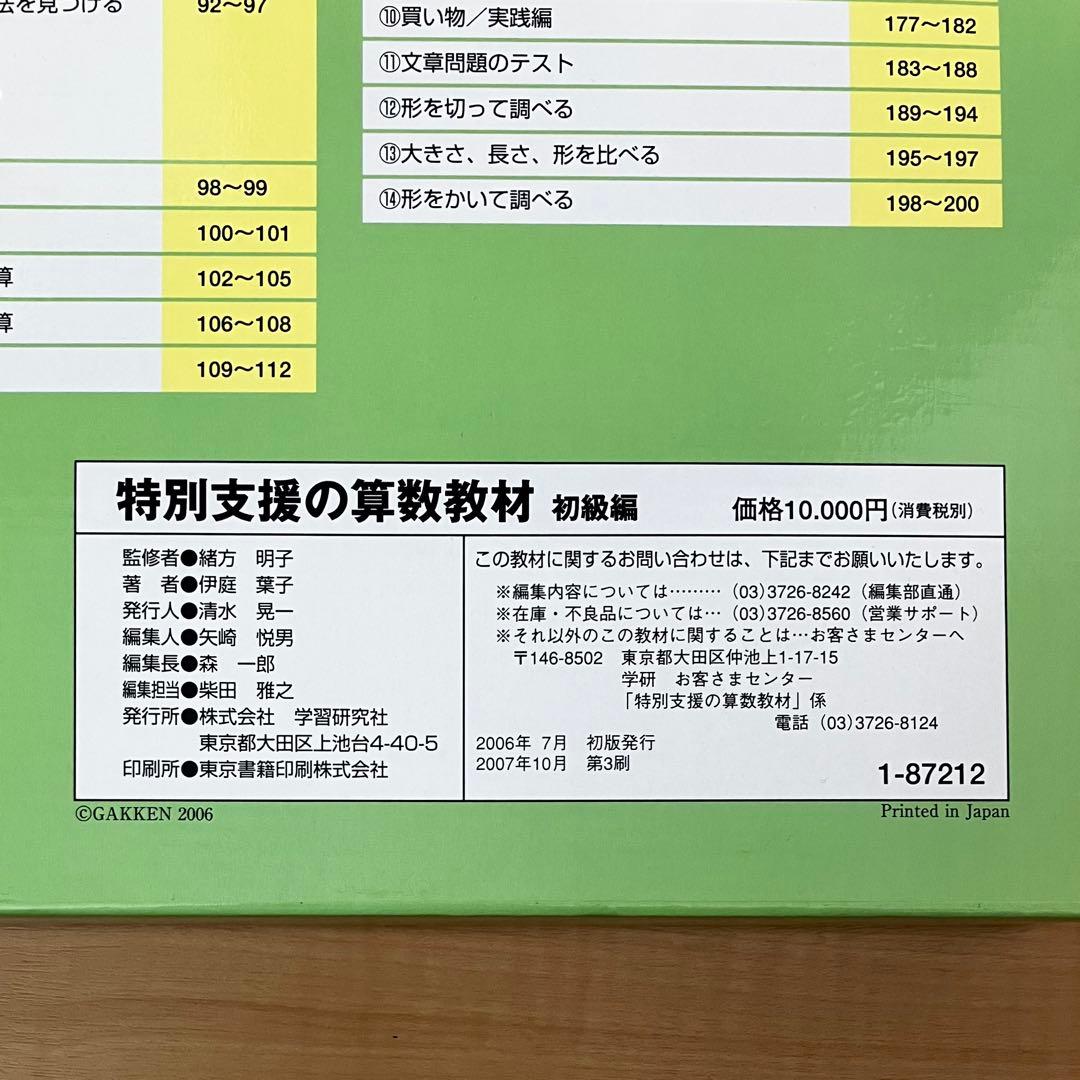 法を見つける 92〜97
98〜99
100〜101
算 102〜105
算 106〜108
109〜112
⑩買い物／実践編 177〜182
⑪文章問題のテスト 183〜188
⑫形を切って調べる 189〜194
⑬大きさ、長さ、形を比べる 195〜197
⑭形をかいて調べる 198〜200
特別支援の算数教材 初級編 価格10.000円(消費税別)
監修者●緒方 明子
著 者●伊庭 葉子
発行人●清水 晃一
編集人●矢崎 悦男
編集長●森 一郎
編集担当●柴田 雅之
発行所●株式会社 学習研究社
東京都大田区上池台4-40-5
印刷所●東京書籍印刷株式会社
この教材に関するお問い合わせは、下記までお願いいたします。
※編集内容については………(03)3726-8242（編集部直通）
※在庫・不良品については…(03)3726-8560（営業サポート）
※それ以外のこの教材に関することは…お客さまセンターへ
〒146-8502 東京都大田区仲池上1-17-15
学研 お客さまセンター
「特別支援の算数教材」係
電話 (03)3726-8124
2006年 7月 初版発行
2007年10月 第3刷
1-87212
©GAKKEN 2006
Printed in Japan